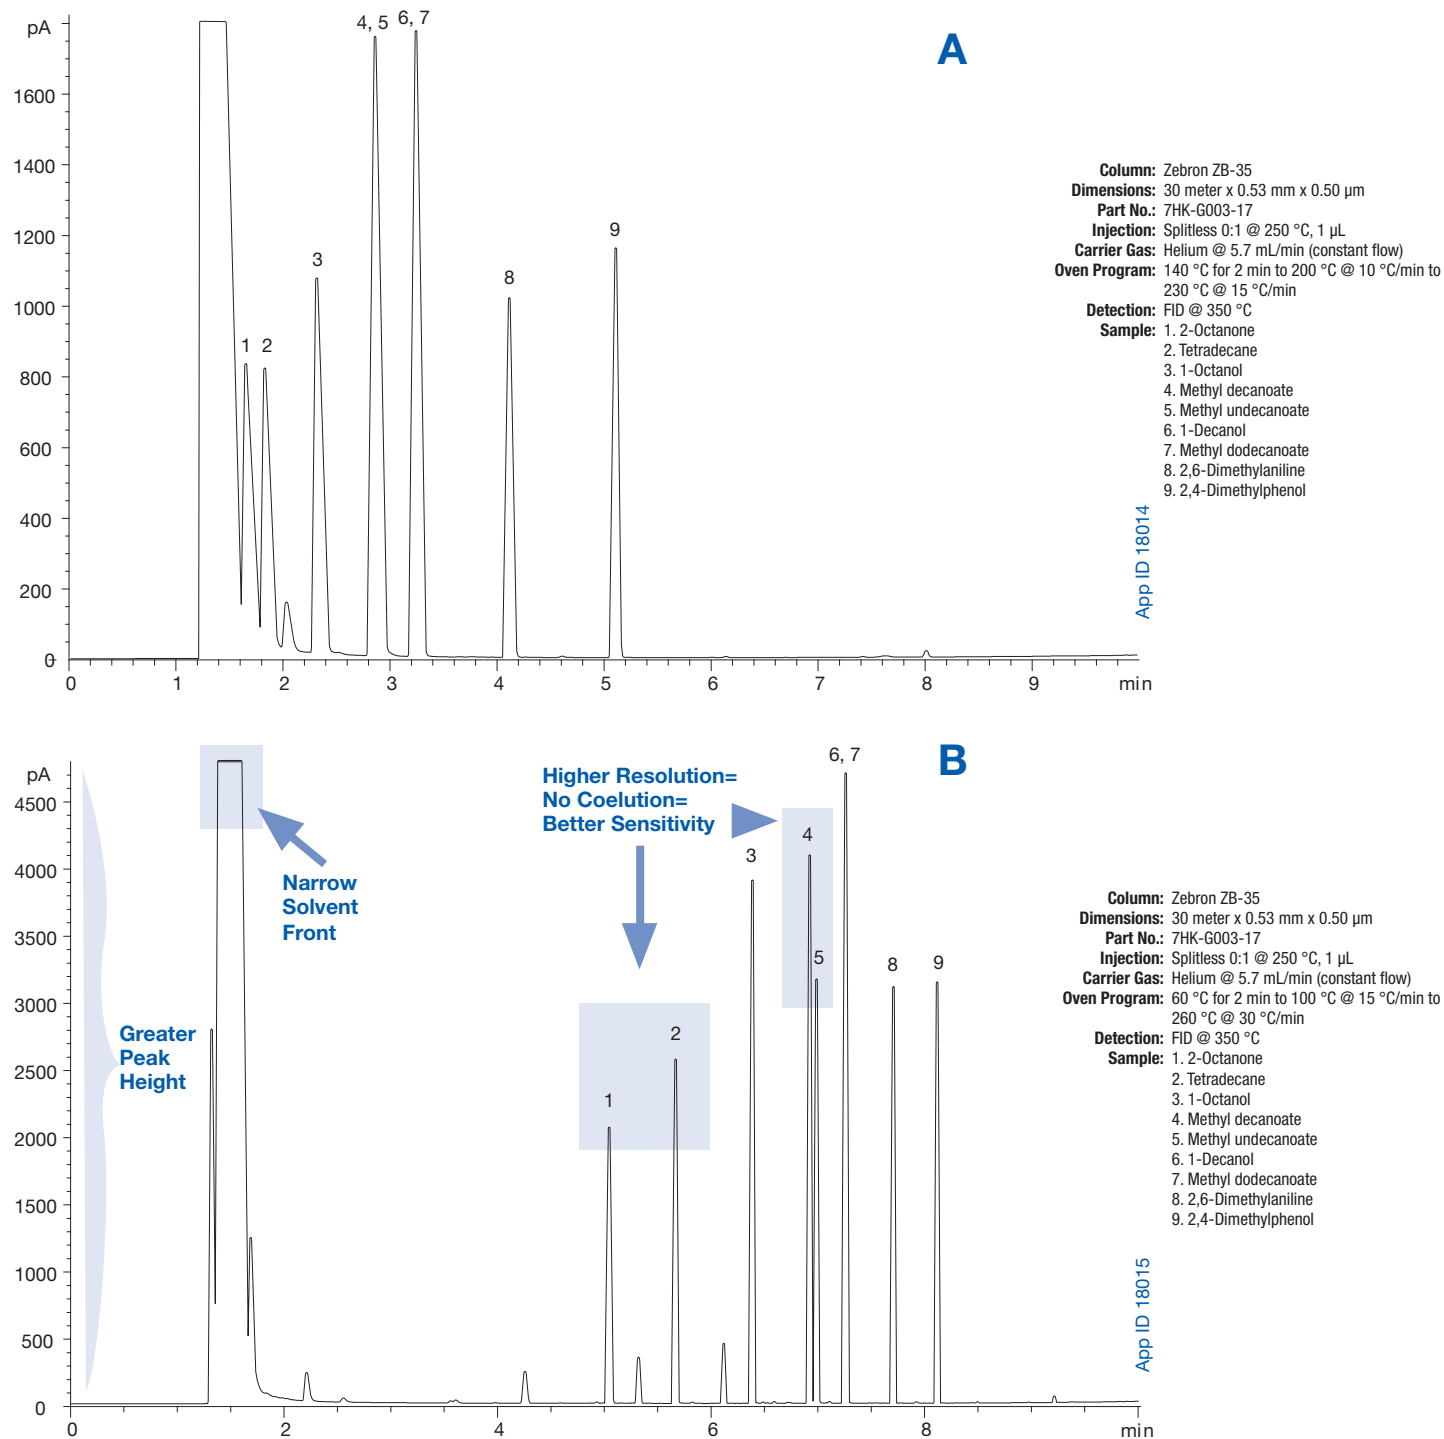 pA
4, 5
6, 7
A
1600
1400
1200
1000
800
600
400
200
0
1
2
3
8
9
0
1
2
3
4
5
6
7
8
9
min
Column: Zebron ZB-35
Dimensions: 30 meter x 0.53 mm x 0.50 µm
Part No.: 7HK-G003-17
Injection: Splitless 0:1 @ 250 °C, 1 µL
Carrier Gas: Helium @ 5.7 mL/min (constant flow)
Oven Program: 140 °C for 2 min to 200 °C @ 10 °C/min to
230 °C @ 15 °C/min
Detection: FID @ 350 °C
Sample: 1. 2-Octanone
2. Tetradecane
3. 1-Octanol
4. Methyl decanoate
5. Methyl undecanoate
6. 1-Decanol
7. Methyl dodecanoate
8. 2,6-Dimethylaniline
9. 2,4-Dimethylphenol
App ID 18014
B
pA
4500
4000
3500
3000
2500
2000
1500
1000
500
0
Narrow
Solvent
Front
Higher Resolution=
No Coelution=
Better Sensitivity
Greater
Peak
Height
1
2
3
4
5
6, 7
8
9
0
2
4
6
8
min
Column: Zebron ZB-35
Dimensions: 30 meter x 0.53 mm x 0.50 µm
Part No.: 7HK-G003-17
Injection: Splitless 0:1 @ 250 °C, 1 µL
Carrier Gas: Helium @ 5.7 mL/min (constant flow)
Oven Program: 60 °C for 2 min to 100 °C @ 15 °C/min to
260 °C @ 30 °C/min
Detection: FID @ 350 °C
Sample: 1. 2-Octanone
2. Tetradecane
3. 1-Octanol
4. Methyl decanoate
5. Methyl undecanoate
6. 1-Decanol
7. Methyl dodecanoate
8. 2,6-Dimethylaniline
9. 2,4-Dimethylphenol
App ID 18015